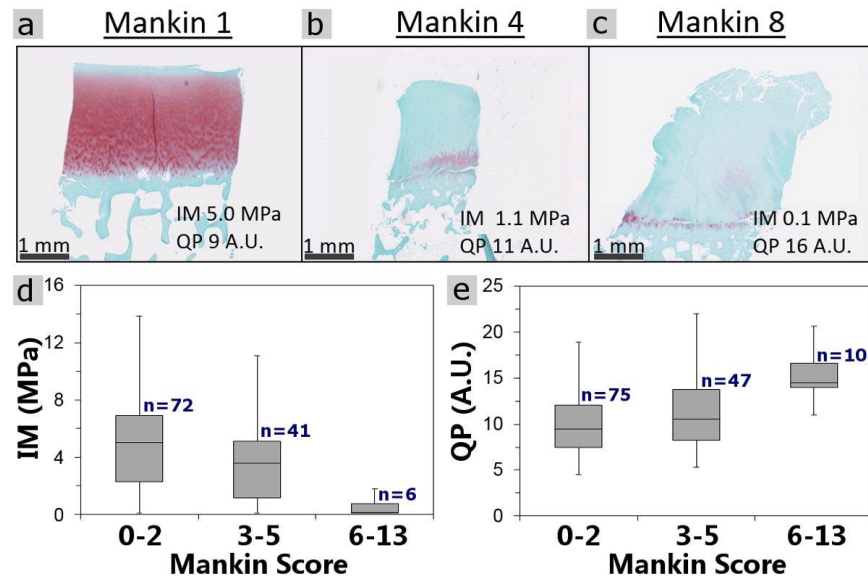 a Mankin 1
b Mankin 4
c Mankin 8
IM 5.0 MPa
QP 9 A.U.
1 mm
IM 1.1 MPa
QP 11 A.U.
1 mm
IM 0.1 MPa
QP 16 A.U.
1 mm
d
IM (MPa)
16
12
8
4
0
n=72
n=41
n=6
0-2 3-5 6-13
Mankin Score
e
QP (A.U.)
25
20
15
10
5
0
n=75
n=47
n=10
0-2 3-5 6-13
Mankin Score